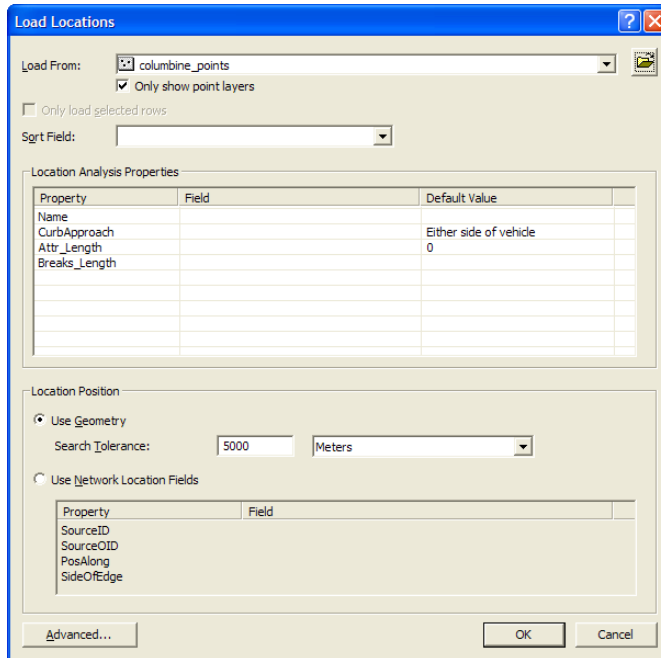 Load Locations
Load From: columbine_points
Only show point layers
Only load selected rows
Sort Field:
Location Analysis Properties
Property Field Default Value
Name
CurbApproach Either side of vehicle
Attr_Length 0
Breaks_Length
Location Position
Use Geometry
Search Tolerance: 5000 Meters
Use Network Location Fields
Property Field
SourceID
SourceOID
PosAlong
SideOfEdge
Advanced... OK Cancel